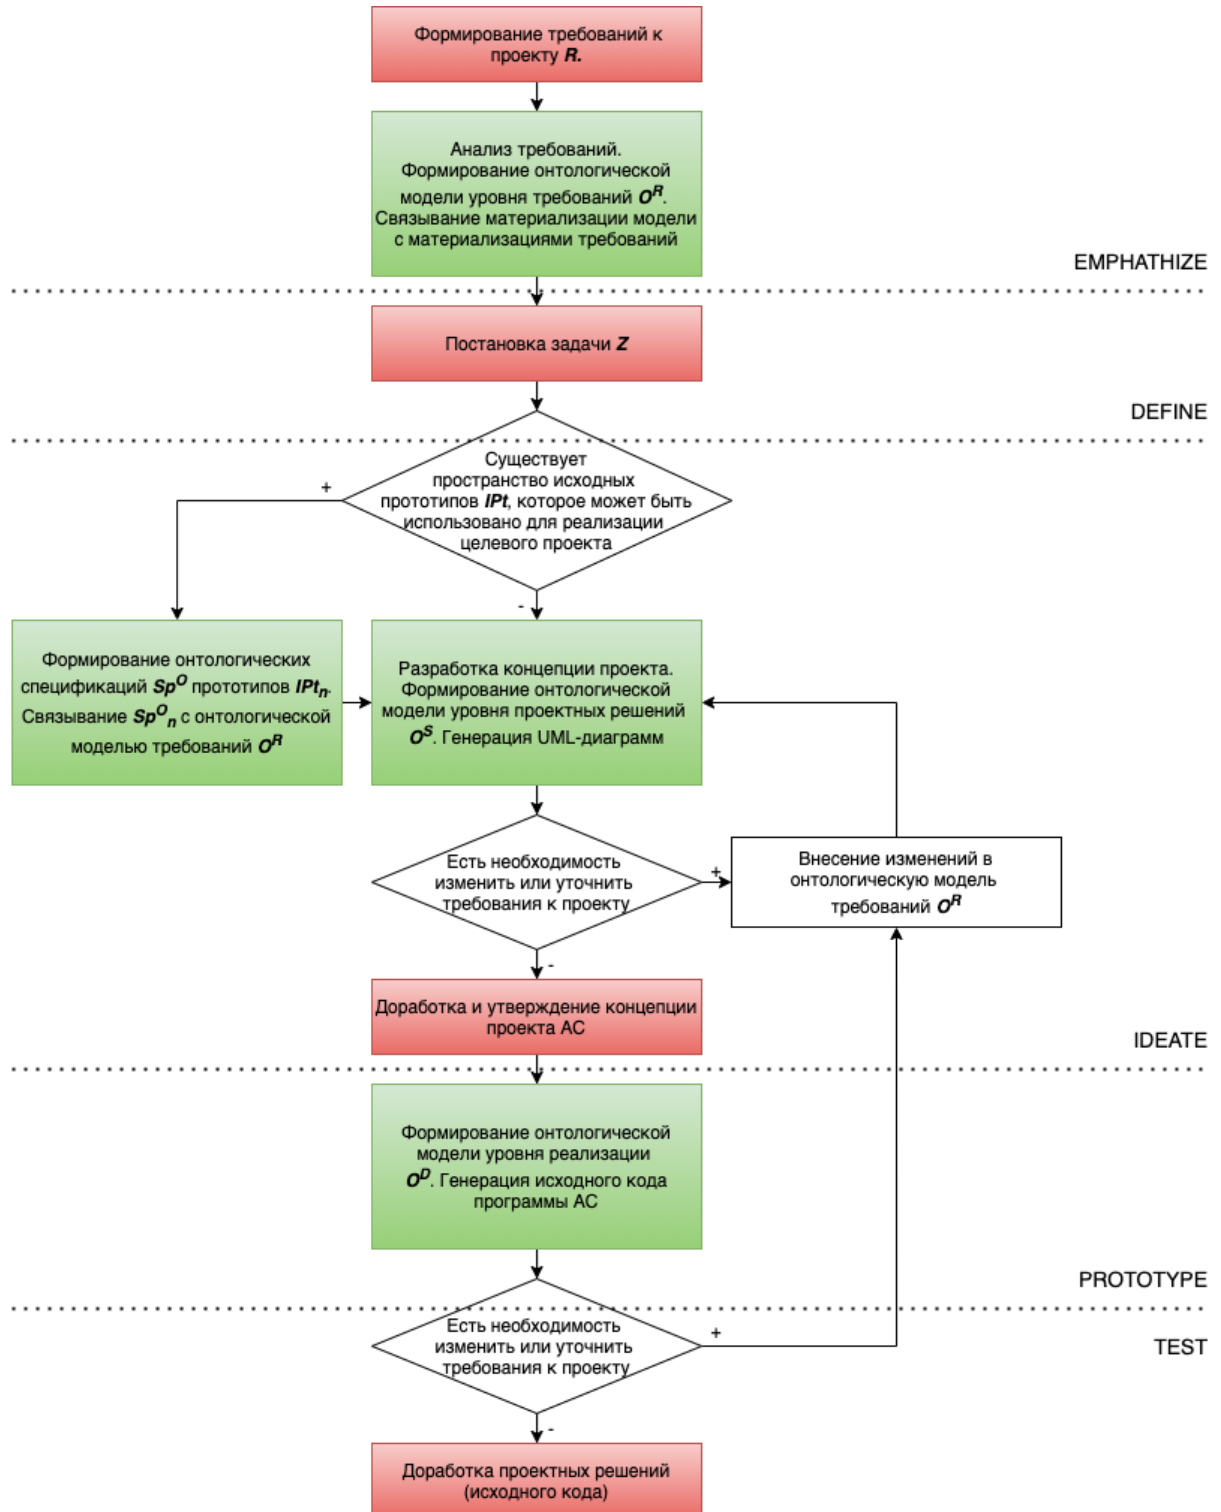 Формирование требований к
проекту R.
Анализ требований.
Формирование онтологической
модели уровня требований O^R.
Связывание материализации модели
с материализациями требований
EMPHATHIZE
Постановка задачи Z
DEFINE
Существует
пространство исходных
прототипов IPt, которое может быть
использовано для реализации
целевого проекта
+
-
Формирование онтологических
спецификаций Sp^O прототипов IPt_n.
Связывание Sp^O_n с онтологической
моделью требований O^R
Разработка концепции проекта.
Формирование онтологической
модели уровня проектных решений
O^S. Генерация UML-диаграмм
Есть необходимость
изменить или уточнить
требования к проекту
+
-
Внесение изменений в
онтологическую модель
требований O^R
Доработка и утверждение концепции
проекта АС
IDEATE
Формирование онтологической
модели уровня реализации
O^D. Генерация исходного кода
программы АС
PROTOTYPE
Есть необходимость
изменить или уточнить
требования к проекту
+
-
TEST
Доработка проектных решений
(исходного кода)